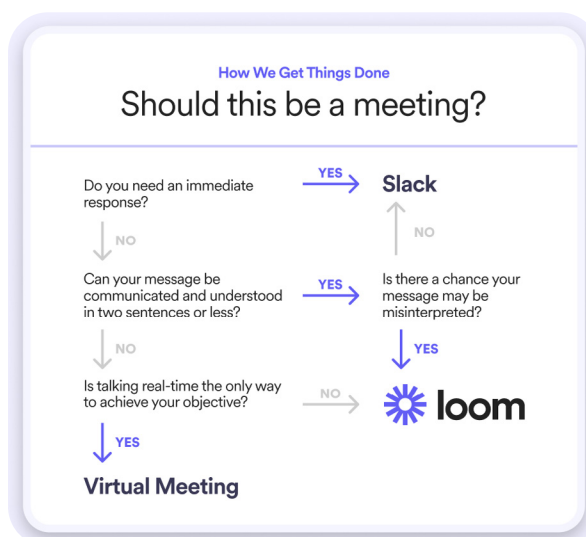 How We Get Things Done
Should this be a meeting?
Do you need an immediate
response?
YES
Slack
NO
NO
Can your message be
communicated and understood
in two sentences or less?
YES
Is there a chance your
message may be
misinterpreted?
NO
YES
Is talking real-time the only way
to achieve your objective?
NO
loom
YES
Virtual Meeting